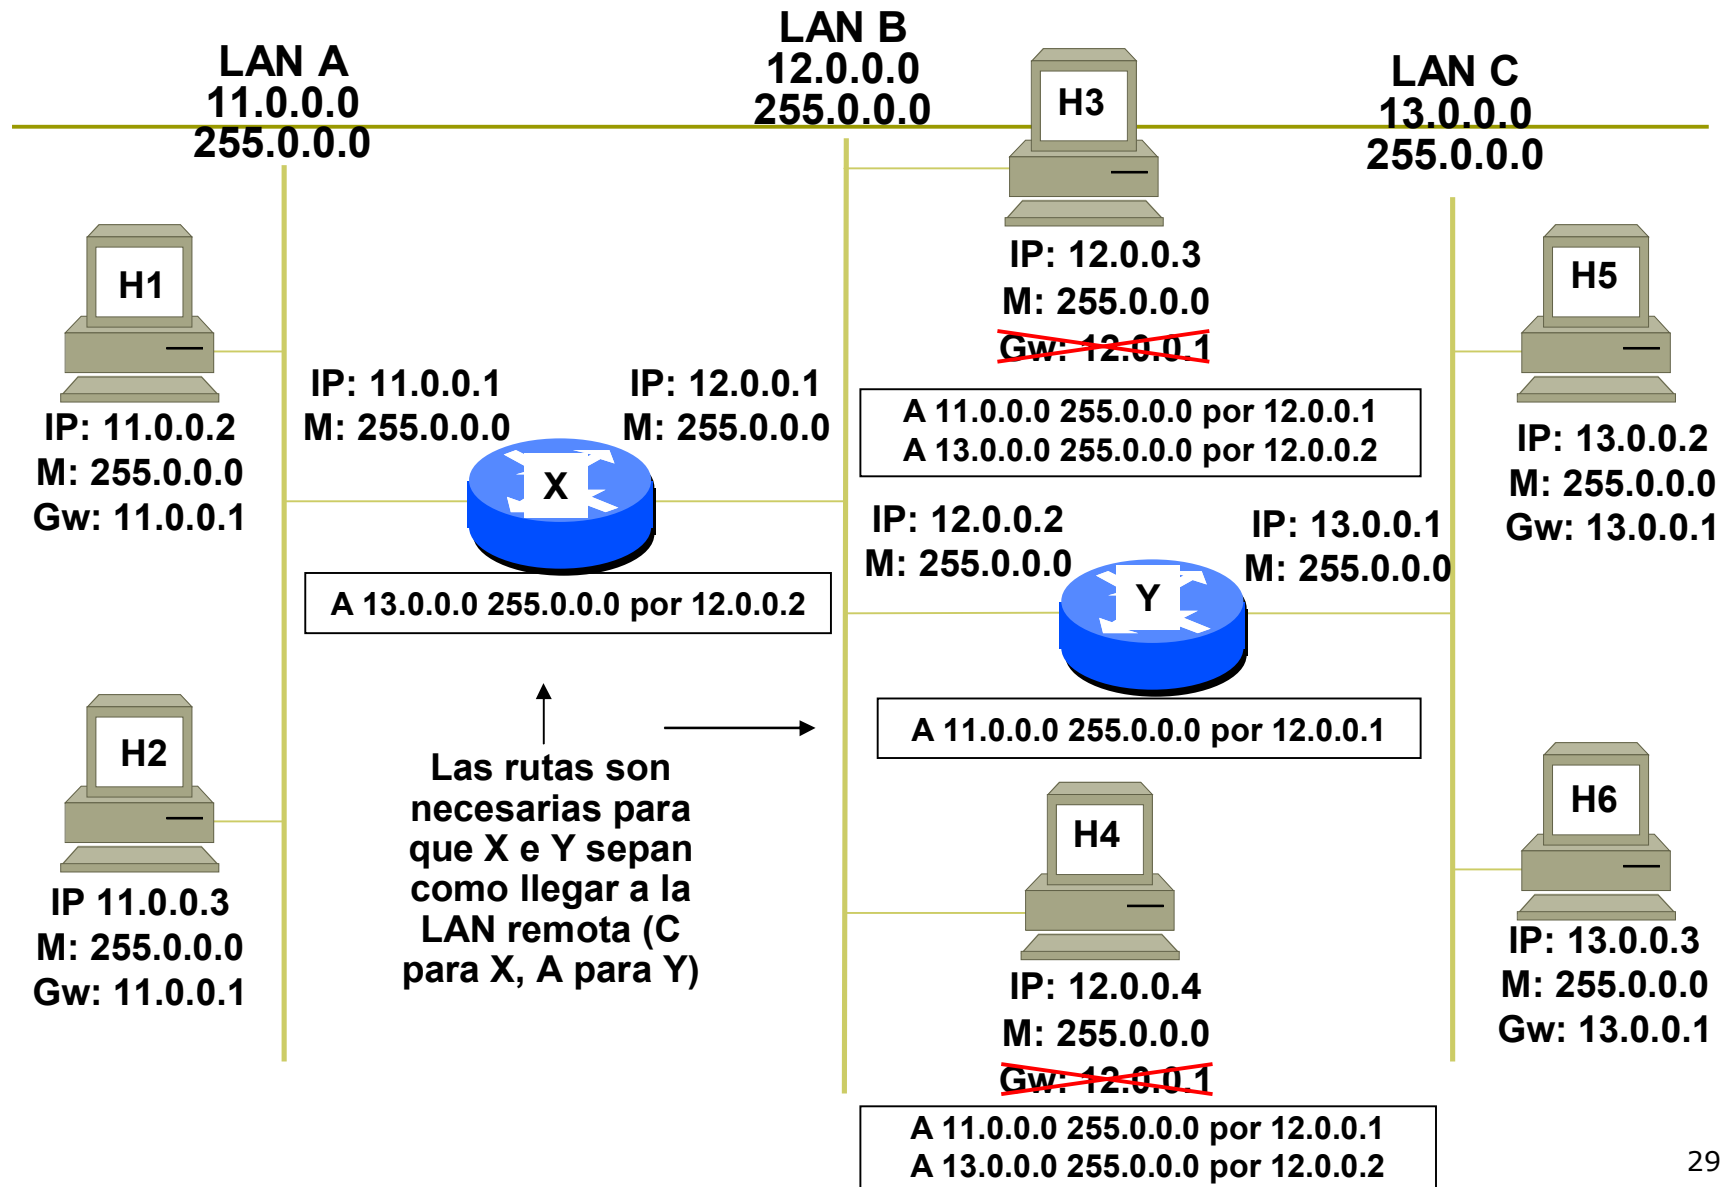 LAN A
11.0.0.0
255.0.0.0
LAN B
12.0.0.0
255.0.0.0
LAN C
13.0.0.0
255.0.0.0
H1
IP: 11.0.0.2
M: 255.0.0.0
Gw: 11.0.0.1
H2
IP 11.0.0.3
M: 255.0.0.0
Gw: 11.0.0.1
IP: 11.0.0.1
M: 255.0.0.0
IP: 12.0.0.1
M: 255.0.0.0
X
A 13.0.0.0 255.0.0.0 por 12.0.0.2
Las rutas son
necesarias para
que X e Y sepan
como llegar a la
LAN remota (C
para X, A para Y)
H3
IP: 12.0.0.3
M: 255.0.0.0
Gw: 12.0.0.1
A 11.0.0.0 255.0.0.0 por 12.0.0.1
A 13.0.0.0 255.0.0.0 por 12.0.0.2
IP: 12.0.0.2
M: 255.0.0.0
IP: 13.0.0.1
M: 255.0.0.0
Y
A 11.0.0.0 255.0.0.0 por 12.0.0.1
H4
IP: 12.0.0.4
M: 255.0.0.0
Gw: 12.0.0.1
A 11.0.0.0 255.0.0.0 por 12.0.0.1
A 13.0.0.0 255.0.0.0 por 12.0.0.2
H5
IP: 13.0.0.2
M: 255.0.0.0
Gw: 13.0.0.1
H6
IP: 13.0.0.3
M: 255.0.0.0
Gw: 13.0.0.1
29